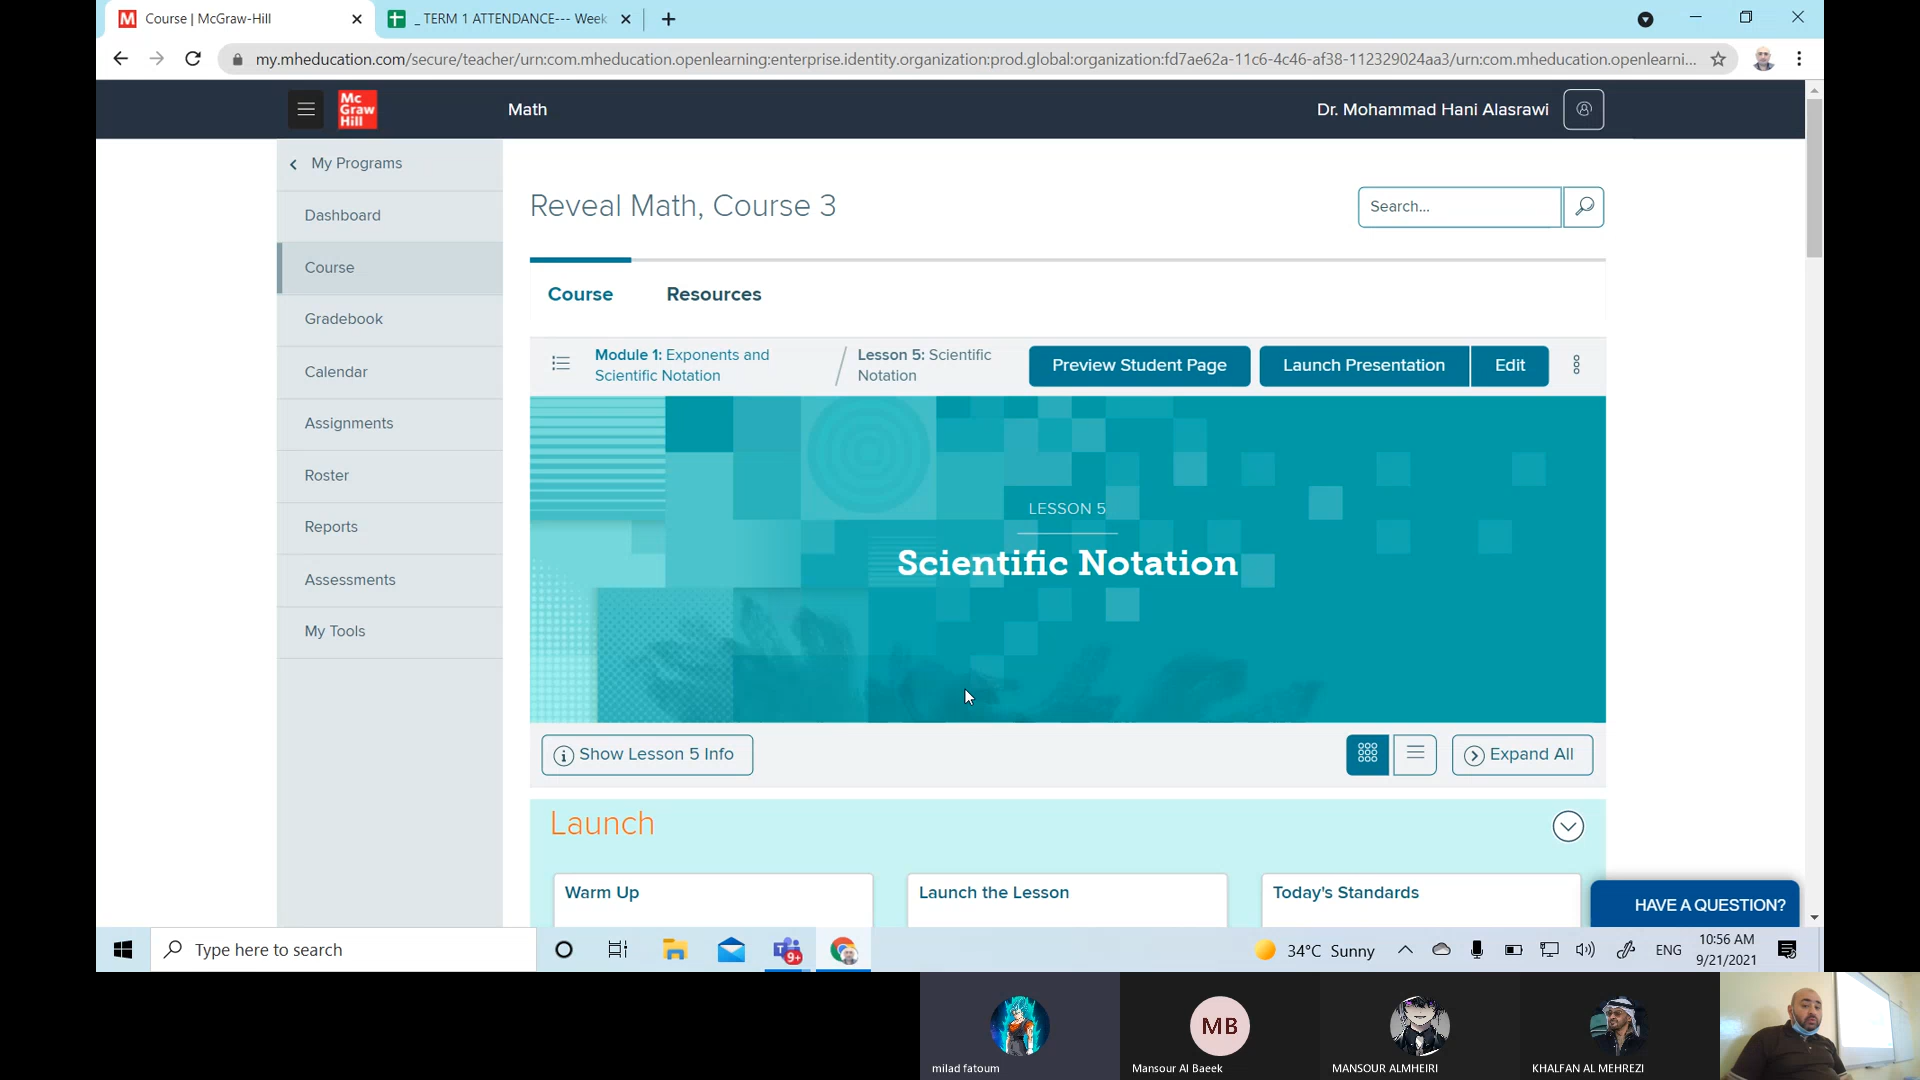 Course | McGraw-Hill
_ TERM 1 ATTENDANCE--- Week
my.mheducation.com/secure/teacher/urn:com.mheducation.openlearning:enterprise.identity.organization:prod.global:organization:fd7ae62a-11c6-4c46-af38-112329024aa3/urn:com.mheducation.openlearni...
Mc
Graw
Hill
Math
Dr. Mohammad Hani Alasrawi
My Programs
Dashboard
Course
Gradebook
Calendar
Assignments
Roster
Reports
Assessments
My Tools
Reveal Math, Course 3
Search...
Course
Resources
Module 1: Exponents and
Scientific Notation
Lesson 5: Scientific
Notation
Preview Student Page
Launch Presentation
Edit
LESSON 5
Scientific Notation
Show Lesson 5 Info
Expand All
Launch
Warm Up
Launch the Lesson
Today's Standards
HAVE A QUESTION?
Type here to search
9+
34°C Sunny
ENG
10:56 AM
9/21/2021
milad fatoum
MB
Mansour Al Baeek
MANSOUR ALMHEIRI
KHALFAN AL MEHREZI